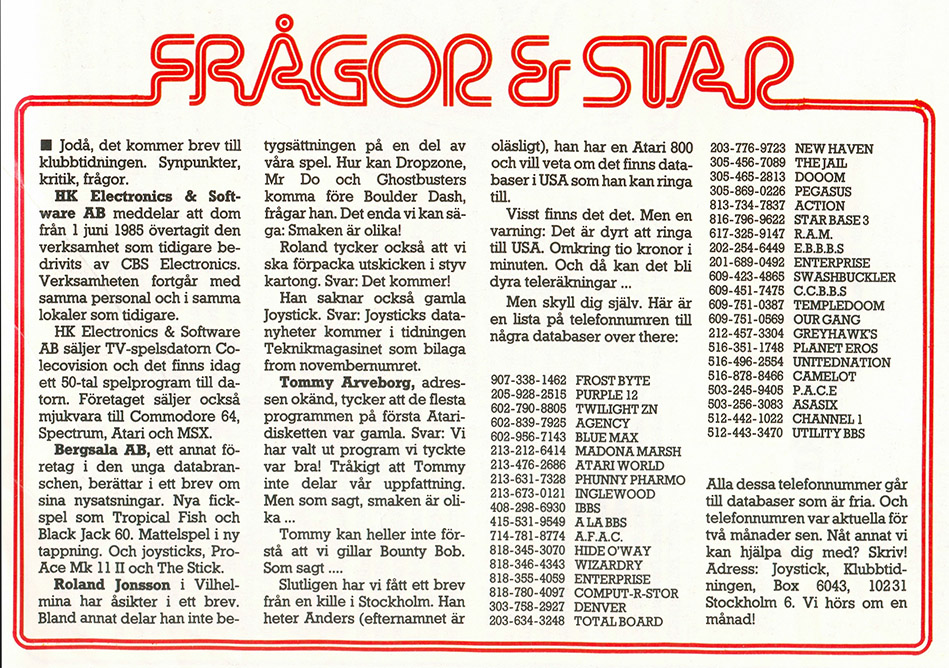 FRÅGOR & STAR
■ Jodå, det kommer brev till
klubbtidningen. Synpunkter,
kritik, frågor.
HK Electronics & Soft-
ware AB meddelar att dom
från 1 juni 1985 övertagit den
verksamhet som tidigare be-
drivits av CBS Electronics.
Verksamheten fortgår med
samma personal och i samma
lokaler som tidigare.
HK Electronics & Software
AB säljer TV-spelsdatorn Co-
lecovision och det finns idag
ett 50-tal spelprogram till da-
torn. Företaget säljer också
mjukvara till Commodore 64,
Spectrum, Atari och MSX.
Bergsala AB, ett annat fö-
retag i den unga databran-
schen, berättar i ett brev om
sina nysatsningar. Nya fick-
spel som Tropical Fish och
Black Jack 60. Mattelspel i ny
tappning. Och joysticks, Pro-
Ace Mk 11 II och The Stick.
Roland Jonsson i Vilhel-
mina har åsikter i ett brev.
Bland annat delar han inte be-
tygsättningen på en del av
våra spel. Hur kan Dropzone,
Mr Do och Ghostbusters
komma före Boulder Dash,
frågar han. Det enda vi kan sä-
ga: Smaken är olika!
Roland tycker också att vi
ska förpacka utskicken i styv
kartong. Svar: Det kommer!
Han saknar också gamla
Joystick. Svar: Joysticks data-
nyheter kommer i tidningen
Teknikmagasinet som bilaga
from novembernumret.
Tommy Arveborg, adres-
sen okänd, tycker att de flesta
programmen på första Atari-
disketten var gamla. Svar: Vi
har valt ut program vi tyckte
var bra! Tråkigt att Tommy
inte delar vår uppfattning.
Men som sagt, smaken är oli-
ka ...
Tommy kan heller inte för-
stå att vi gillar Bounty Bob.
Som sagt ....
Slutligen har vi fått ett brev
från en kille i Stockholm. Han
heter Anders (efternamnet är
oläsligt), han har en Atari 800
och vill veta om det finns data-
baser i USA som han kan ringa
till.
Visst finns det det. Men en
varning: Det är dyrt att ringa
till USA. Omkring tio kronor i
minuten. Och då kan det bli
dyra teleräkningar ...
Men skyll dig själv. Här är
en lista på telefonnumren till
några databaser over there:
907-338-1462 FROST BYTE
205-928-2515 PURPLE 12
602-790-8805 TWILIGHT ZN
602-839-7925 AGENCY
602-956-7143 BLUE MAX
213-212-6414 MADONA MARSH
213-476-2686 ATARI WORLD
213-631-7328 PHUNNY PHARMO
213-673-0121 INGLEWOOD
408-298-6930 IBBS
415-531-9549 A LA BBS
714-781-8774 A.F.A.C.
818-345-3070 HIDE O'WAY
818-346-4343 WIZARDRY
818-355-4059 ENTERPRISE
818-780-4097 COMPUT-R-STOR
303-758-2927 DENVER
203-634-3248 TOTAL BOARD
203-776-9723 NEW HAVEN
305-456-7089 THE JAIL
305-465-2813 DOOOM
305-869-0226 PEGASUS
813-734-7837 ACTION
816-796-9622 STAR BASE 3
617-325-9147 R.A.M.
202-254-6449 E.B.B.B.S
201-689-0492 ENTERPRISE
609-423-4865 SWASHBUCKLER
609-451-7475 C.C.B.B.S
609-751-0387 TEMPLEDOOM
609-751-0569 OUR GANG
212-457-3304 GREYHAWK'S
516-351-1748 PLANET EROS
516-496-2554 UNITEDNATION
516-878-8466 CAMELOT
503-245-9405 P.A.C.E
503-256-3083 ASASIX
512-442-1022 CHANNEL 1
512-443-3470 UTILITY BBS
Alla dessa telefonnummer går
till databaser som är fria. Och
telefonnumren var aktuella för
två månader sen. Nåt annat vi
kan hjälpa dig med? Skriv!
Adress: Joystick, Klubbtid-
ningen, Box 6043, 102 31
Stockholm 6. Vi hörs om en
månad!